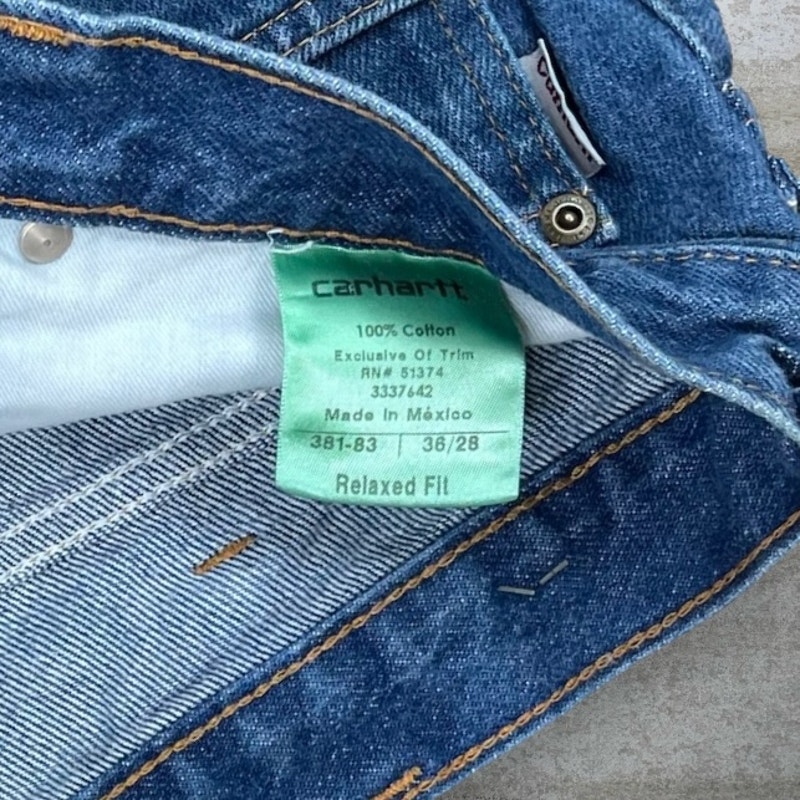 carhartt
100% Cotton
Exclusive Of Trim
RN# 51374
3337642
Made In México
381-83 | 36/28
Relaxed Fit